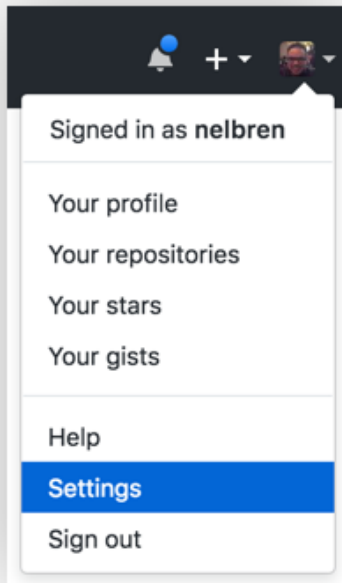 Signed in as nelbren
Your profile
Your repositories
Your stars
Your gists
Help
Settings
Sign out